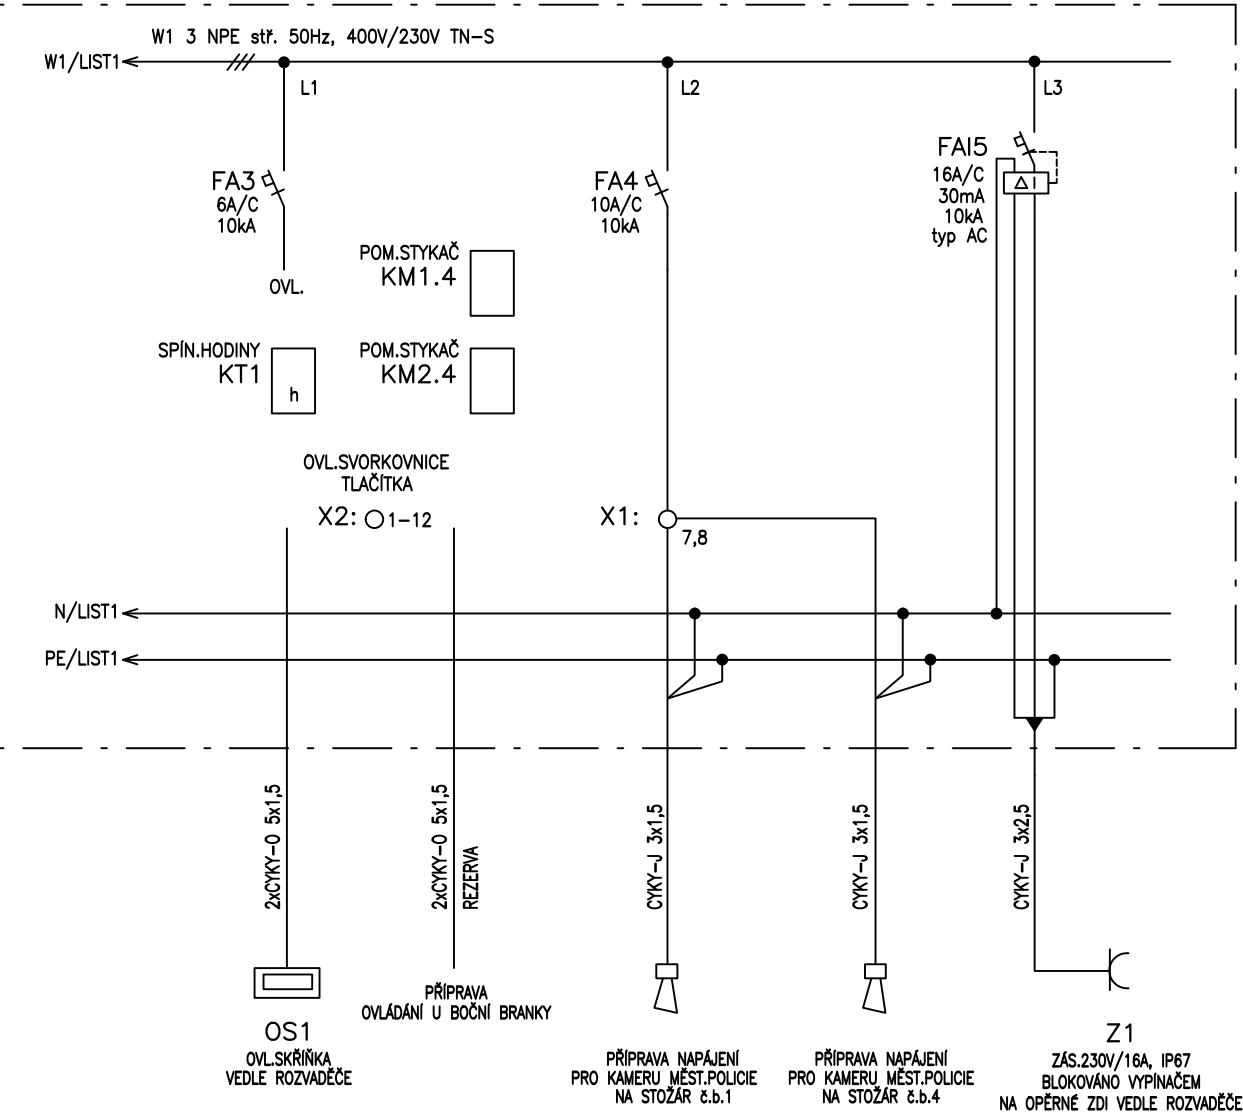 W1 3 NPE stř. 50Hz, 400V/230V TN-S
W1/LIST1
L1
L2
L3
FA3
6A/C
10kA
OVL.
POM.STYKAČ
KM1.4
SPÍN.HODINY
KT1
h
POM.STYKAČ
KM2.4
FA4
10A/C
10kA
FAI5
16A/C
30mA
10kA
typ AC
Δ I
OVL.SVORKOVNICE
TLAČÍTKA
X2: 1-12
X1:
7,8
N/LIST1
PE/LIST1
2xCYKY-O 5x1,5
2xCYKY-O 5x1,5
REZERVA
CYKY-J 3x1,5
CYKY-J 3x1,5
CYKY-J 3x2,5
OS1
OVL.SKŘÍŇKA
VEDLE ROZVADĚČE
PŘÍPRAVA
OVLÁDÁNÍ U BOČNÍ BRANKY
PŘÍPRAVA NAPÁJENÍ
PRO KAMERU MĚST.POLICIE
NA STOŽÁR č.b.1
PŘÍPRAVA NAPÁJENÍ
PRO KAMERU MĚST.POLICIE
NA STOŽÁR č.b.4
Z1
ZÁS.230V/16A, IP67
BLOKOVÁNO VYPÍNAČEM
NA OPĚRNÉ ZDI VEDLE ROZVADĚČE